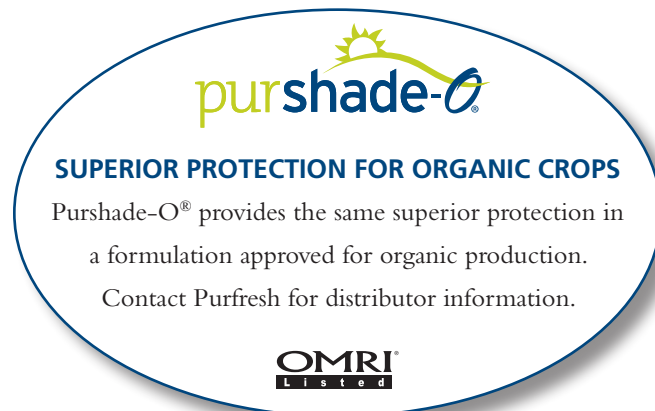 purshade-O®
SUPERIOR PROTECTION FOR ORGANIC CROPS
Purshade-O® provides the same superior protection in
a formulation approved for organic production.
Contact Purfresh for distributor information.
OMRI®
Listed